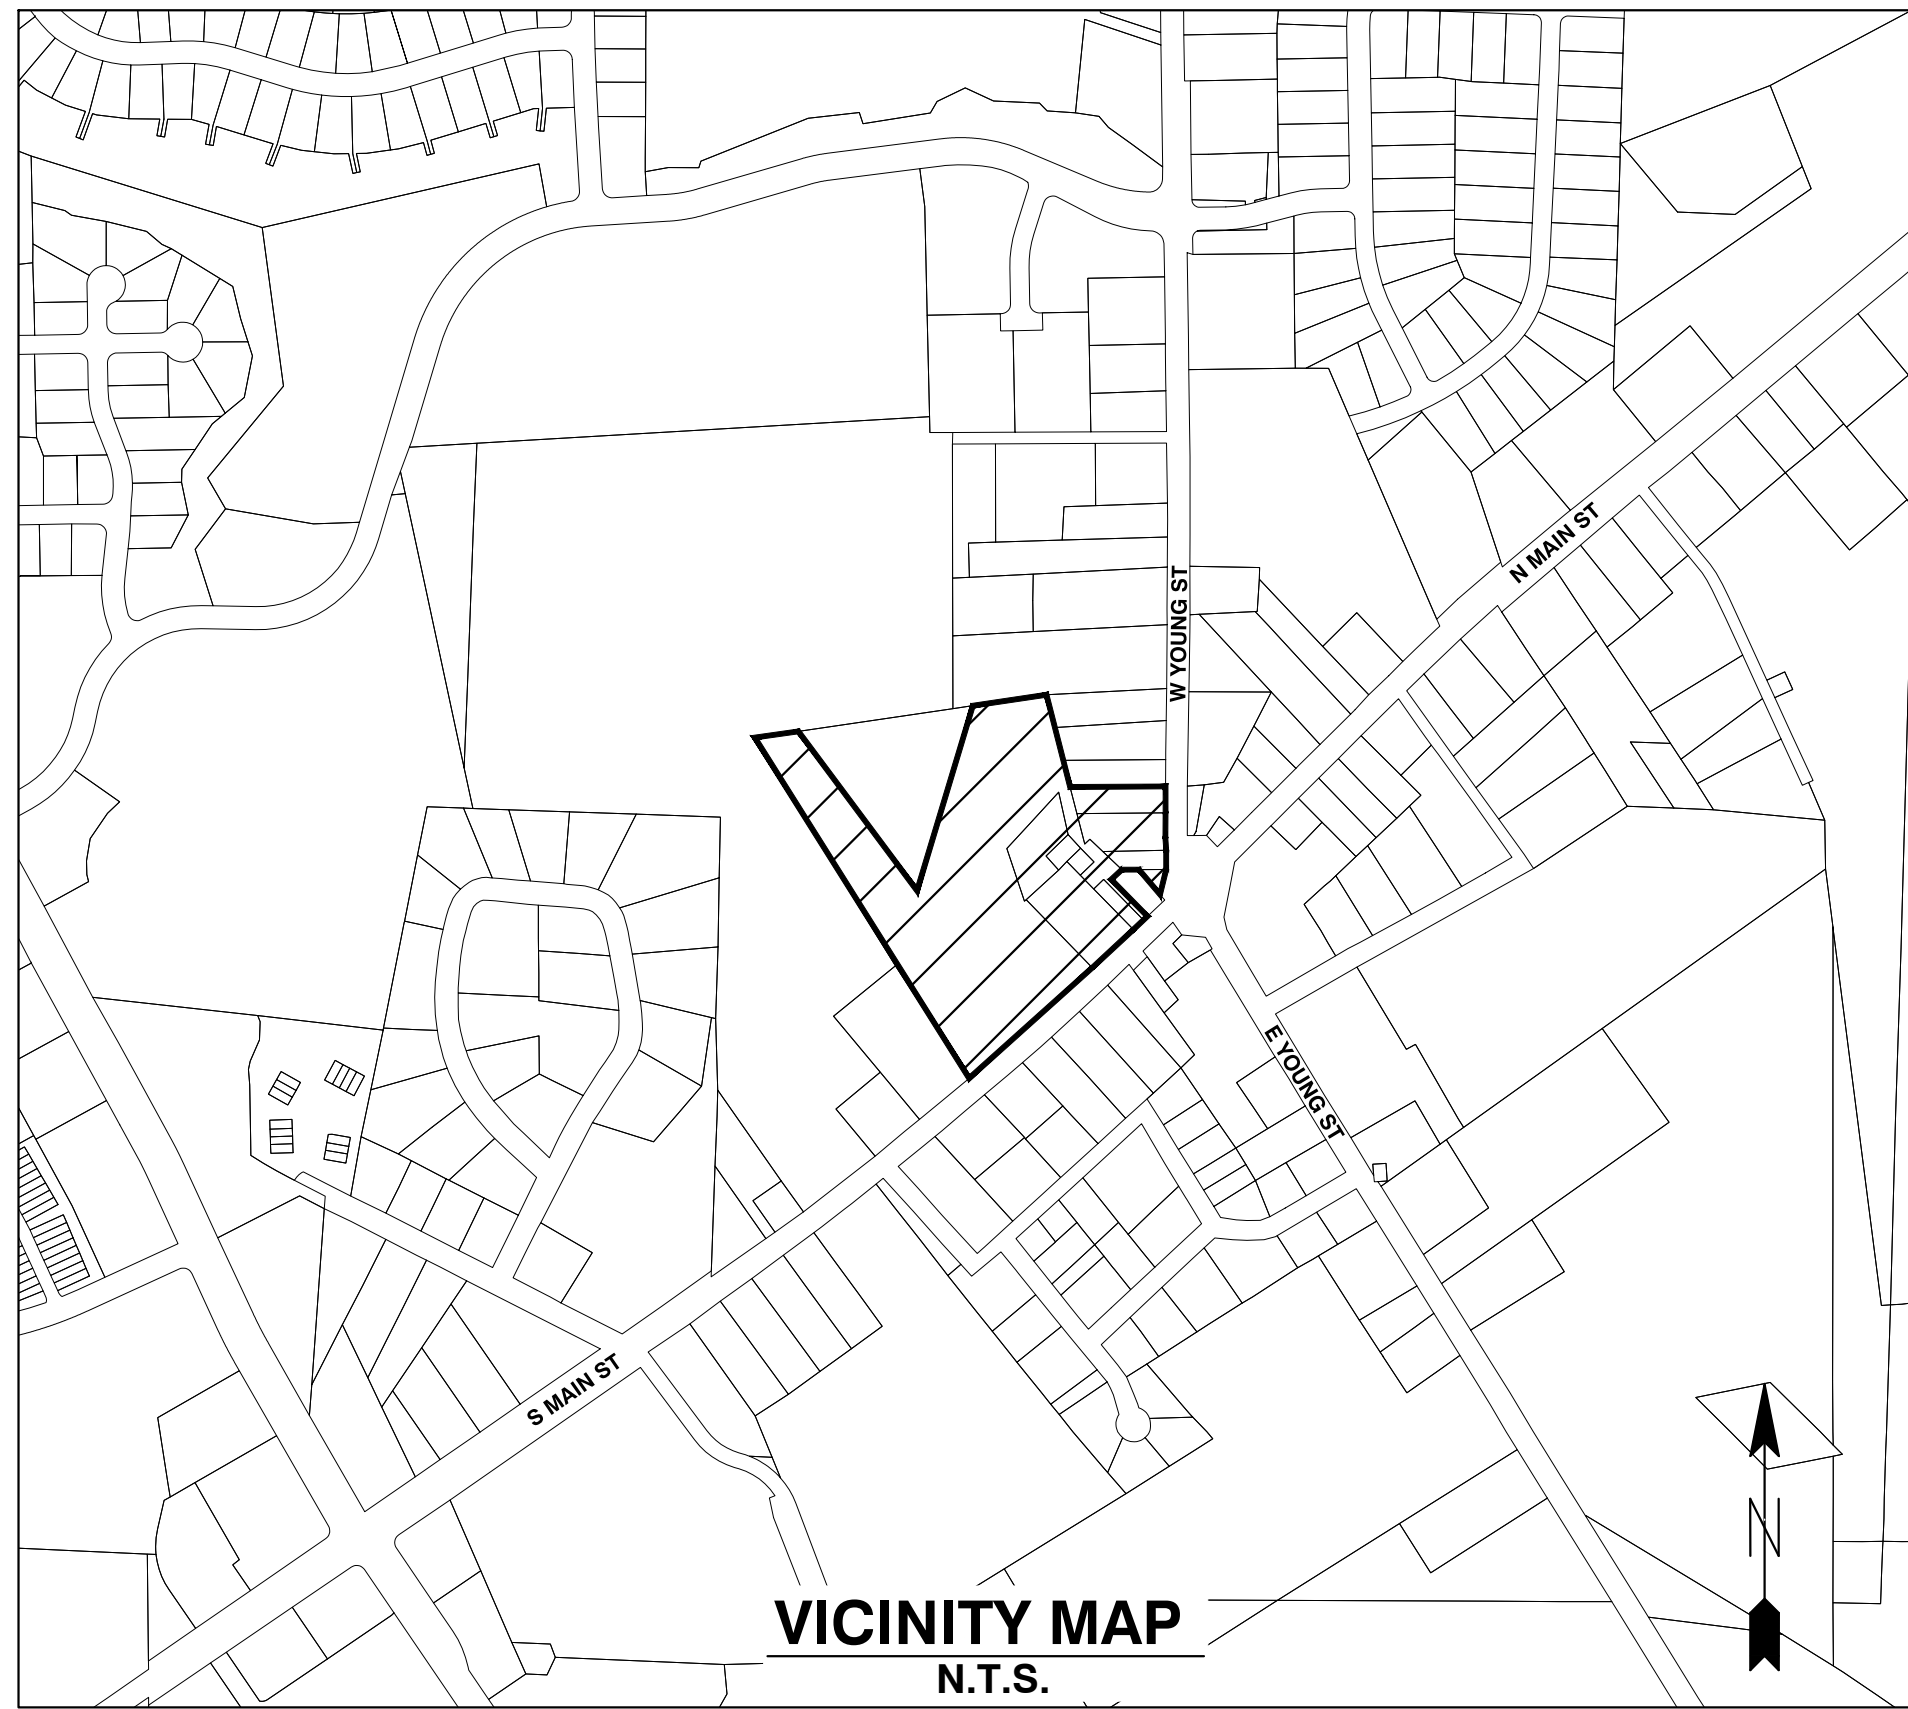 N MAIN ST
W YOUNG ST
E YOUNG ST
S MAIN ST
N
VICINITY MAP
N.T.S.